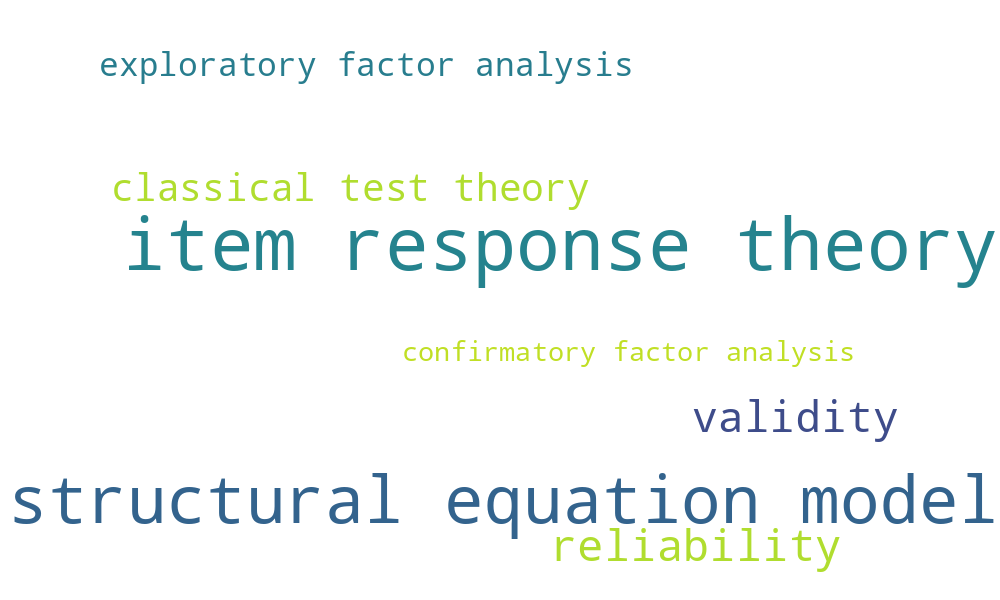 exploratory factor analysis
classical test theory
item response theory
confirmatory factor analysis
validity
structural equation model
reliability